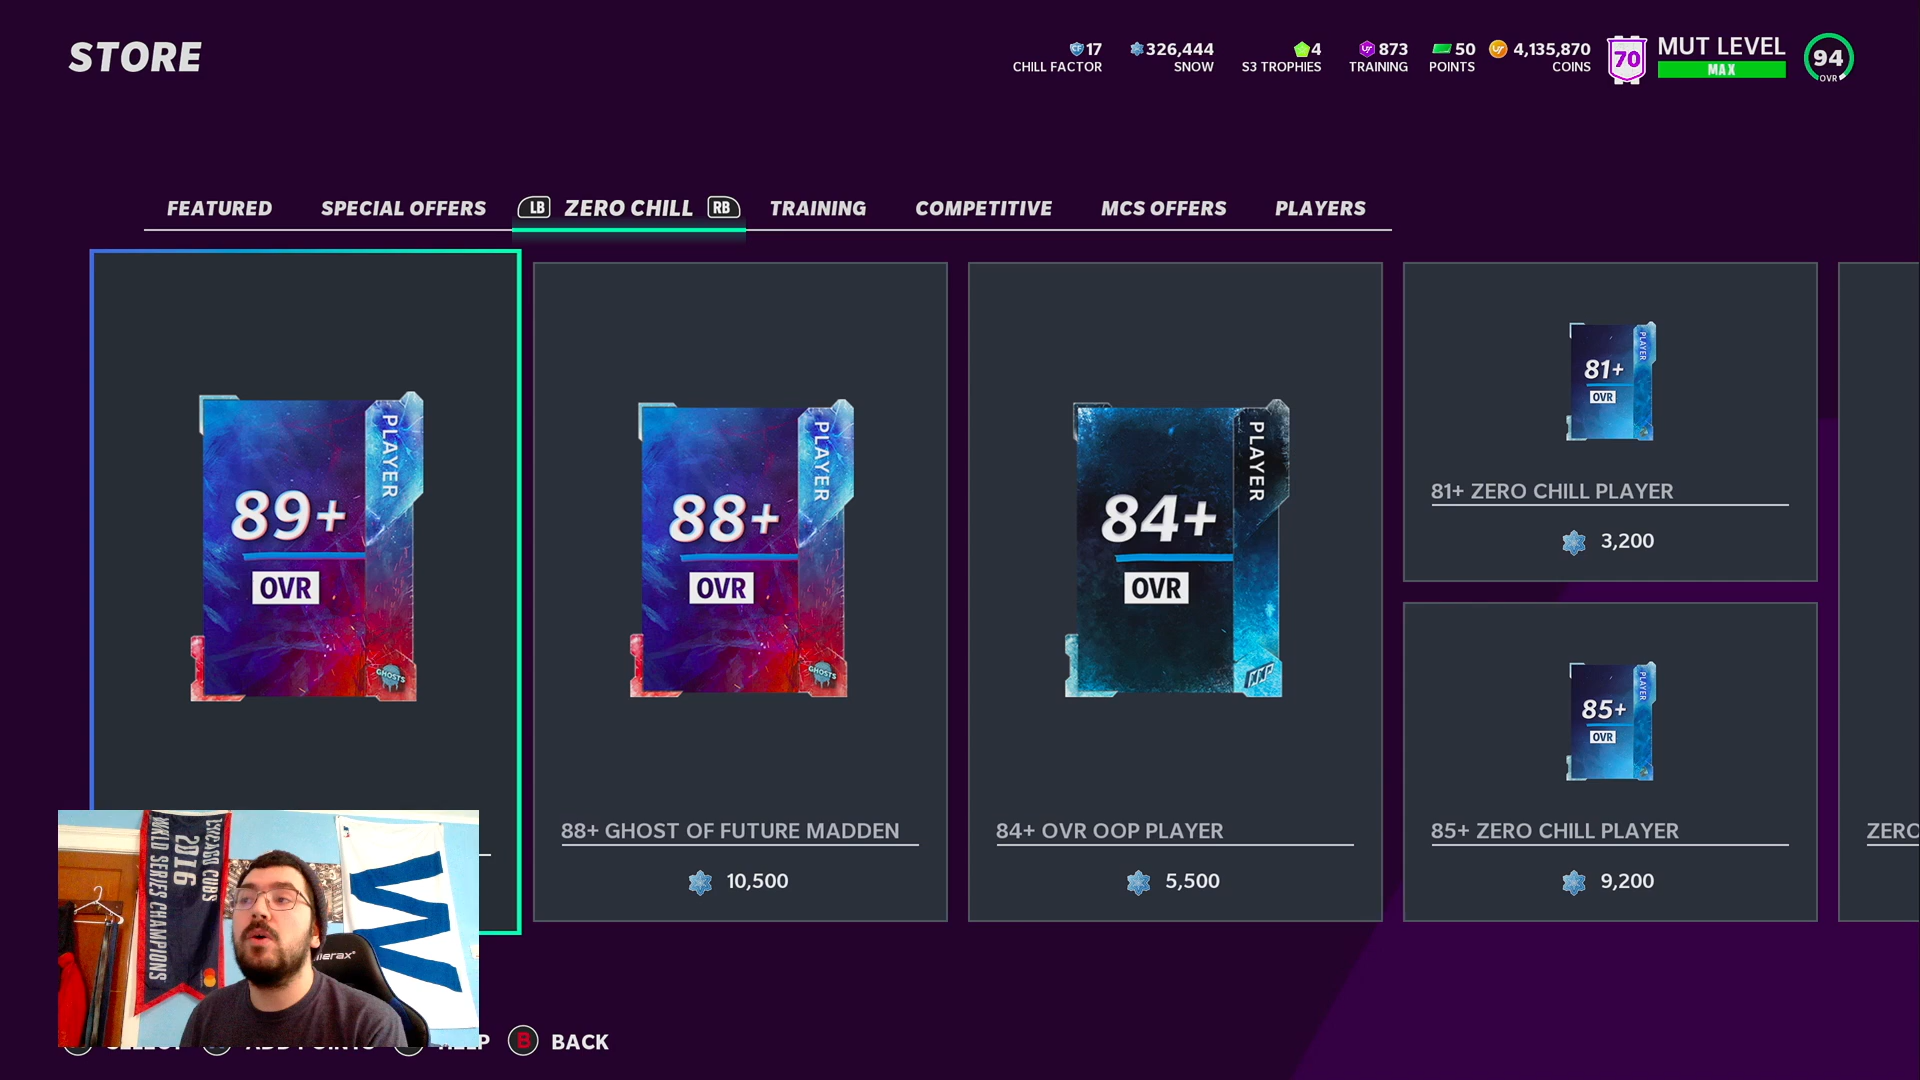 STORE
17
CHILL FACTOR
326,444
SNOW
4
S3 TROPHIES
873
TRAINING
50
POINTS
4,135,870
COINS
70
MUT LEVEL
MAX
94
OVR
FEATURED
SPECIAL OFFERS
LB
ZERO CHILL
RB
TRAINING
COMPETITIVE
MCS OFFERS
PLAYERS
PLAYER
89+
OVR
GHOSTS
PLAYER
88+
OVR
GHOSTS
88+ GHOST OF FUTURE MADDEN
10,500
PLAYER
84+
OVR
84+ OVR OOP PLAYER
5,500
PLAYER
81+
OVR
81+ ZERO CHILL PLAYER
3,200
PLAYER
85+
OVR
85+ ZERO CHILL PLAYER
9,200
CHICAGO CUBS
2016
WORLD SERIES CHAMPIONS
W
B BACK